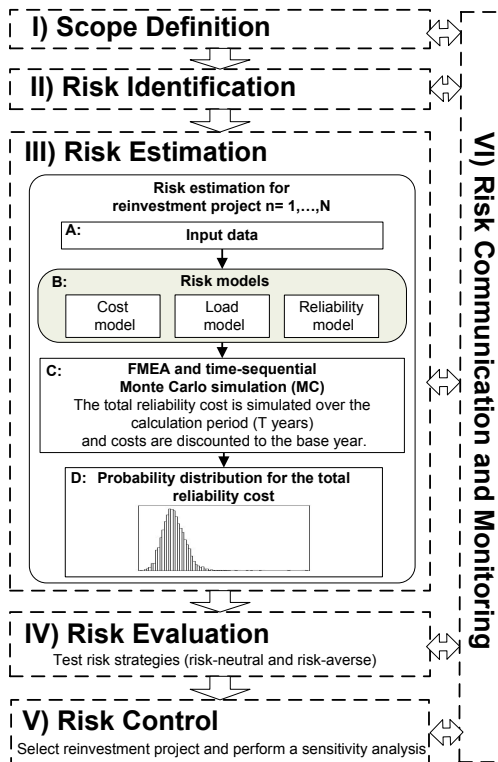 I) Scope Definition
II) Risk Identification
III) Risk Estimation
Risk estimation for
reinvestment project n= 1,...,N
A:
Input data
B:
Risk models
Cost
model
Load
model
Reliability
model
C:
FMEA and time-sequential
Monte Carlo simulation (MC)
The total reliability cost is simulated over the
calculation period (T years)
and costs are discounted to the base year.
D: Probability distribution for the total
reliability cost
IV) Risk Evaluation
Test risk strategies (risk-neutral and risk-averse)
V) Risk Control
Select reinvestment project and perform a sensitivity analysis
VI) Risk Communication and Monitoring